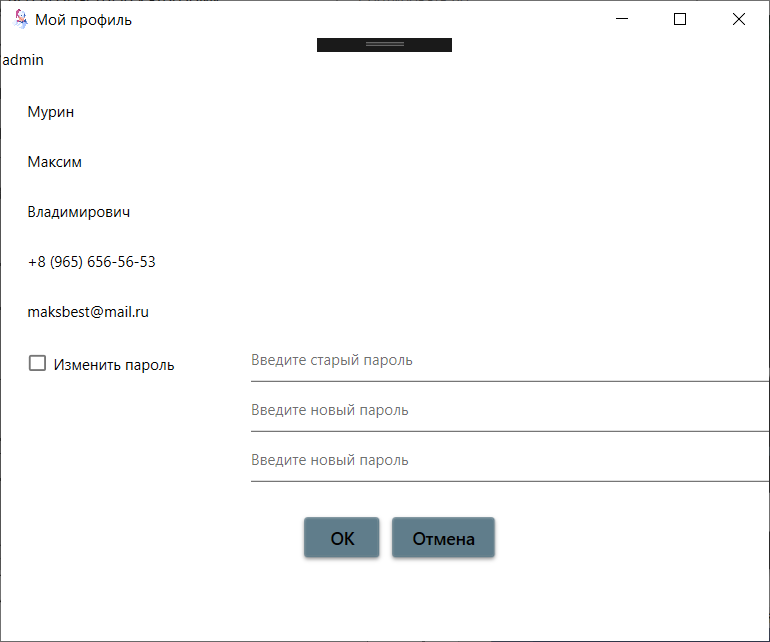 Мой профиль
admin
Мурин
Максим
Владимирович
+8 (965) 656-56-53
maksbest@mail.ru
Изменить пароль
Введите старый пароль
Введите новый пароль
Введите новый пароль
ОК
Отмена